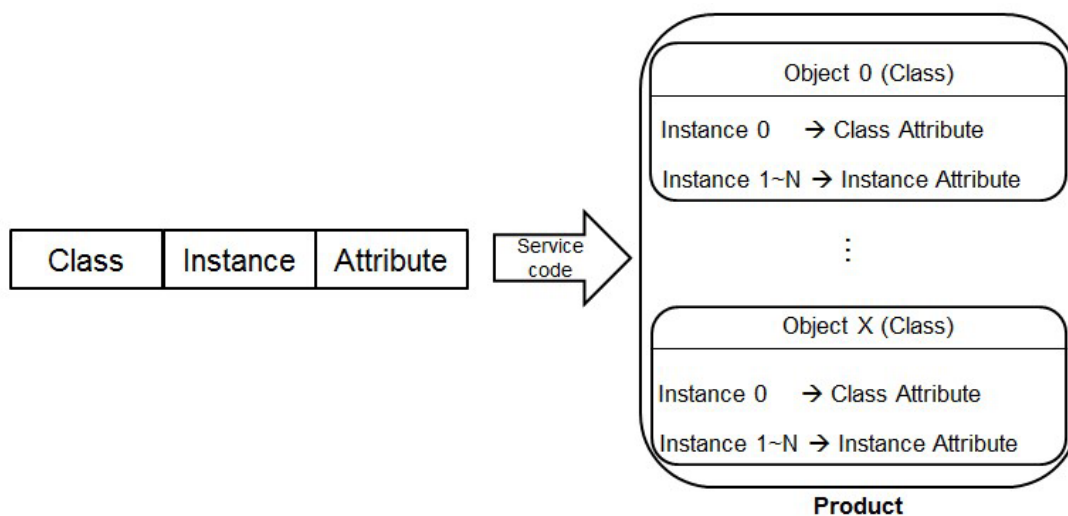 Class Instance Attribute
Service
code
Object 0 (Class)
Instance 0 → Class Attribute
Instance 1~N → Instance Attribute
⋮
Object X (Class)
Instance 0 → Class Attribute
Instance 1~N → Instance Attribute
Product